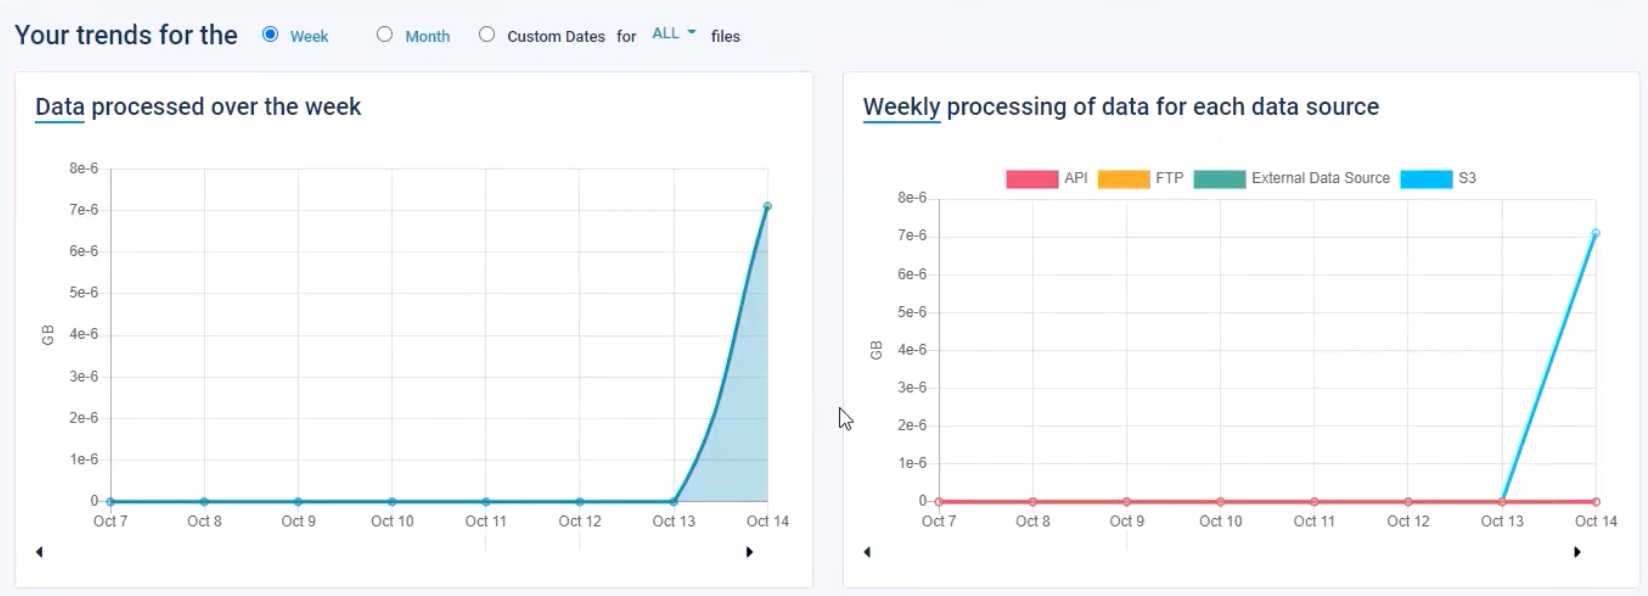 Your trends for the Week Month Custom Dates for ALL files
Data processed over the week
8e-6
7e-6
6e-6
5e-6
4e-6
3e-6
2e-6
1e-6
0
GB
Oct 7 Oct 8 Oct 9 Oct 10 Oct 11 Oct 12 Oct 13 Oct 14
Weekly processing of data for each data source
API FTP External Data Source S3
8e-6
7e-6
6e-6
5e-6
4e-6
3e-6
2e-6
1e-6
0
GB
Oct 7 Oct 8 Oct 9 Oct 10 Oct 11 Oct 12 Oct 13 Oct 14